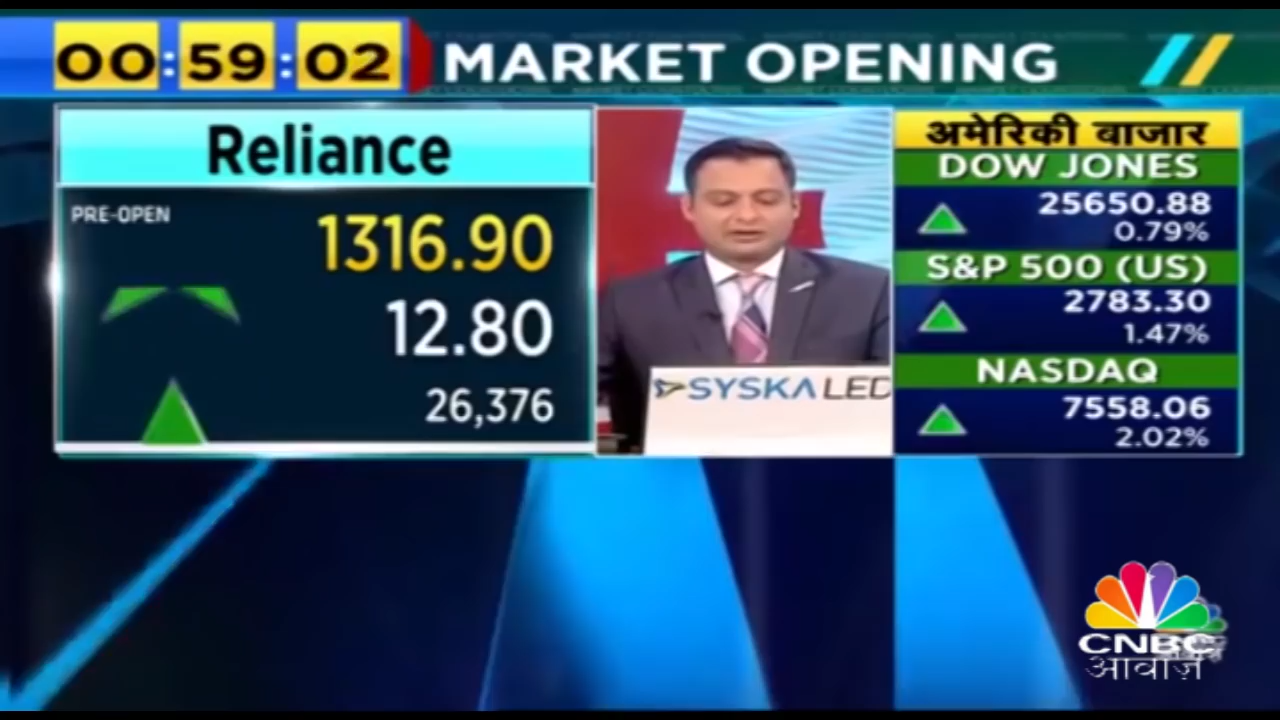 00:59:02 MARKET OPENING
Reliance
PRE-OPEN
1316.90
12.80
26,376
SYSKA LED
अमेरिकी बाजार
DOW JONES
25650.88
0.79%
S&P 500 (US)
2783.30
1.47%
NASDAQ
7558.06
2.02%
CNBC
आवाज़